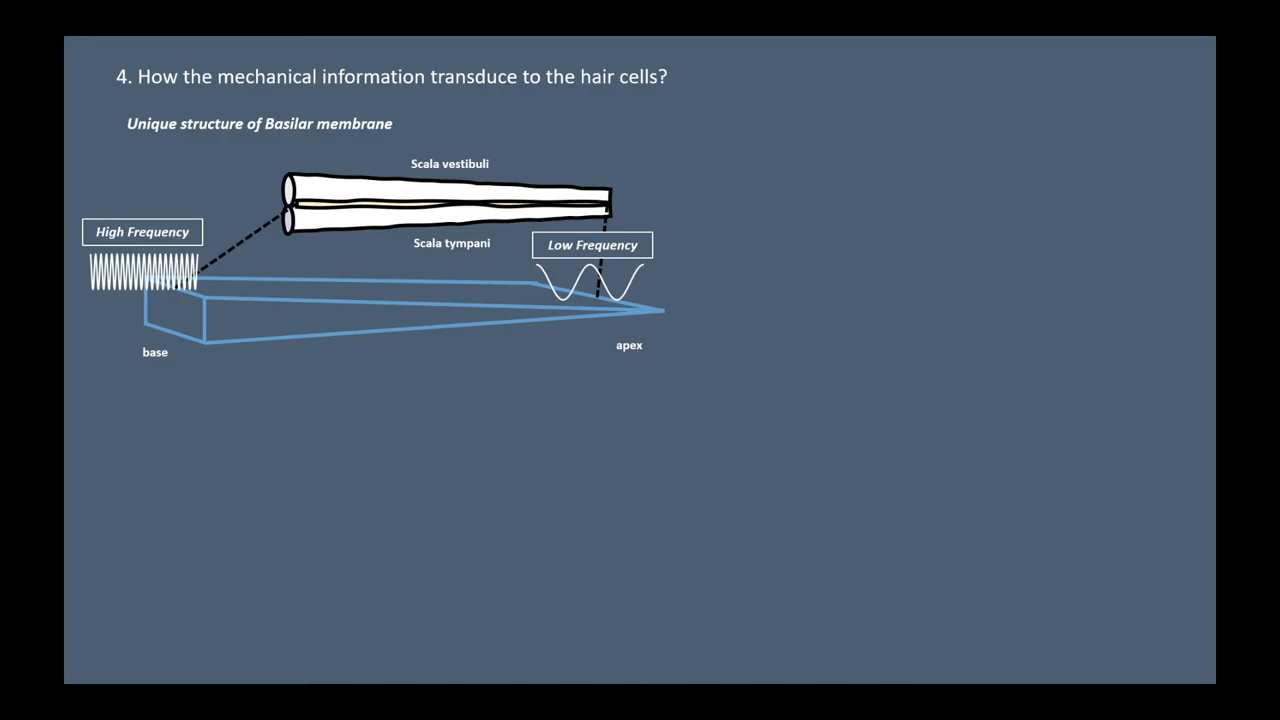 4. How the mechanical information transduce to the hair cells?
Unique structure of Basilar membrane
Scala vestibuli
High Frequency
Scala tympani
Low Frequency
base
apex